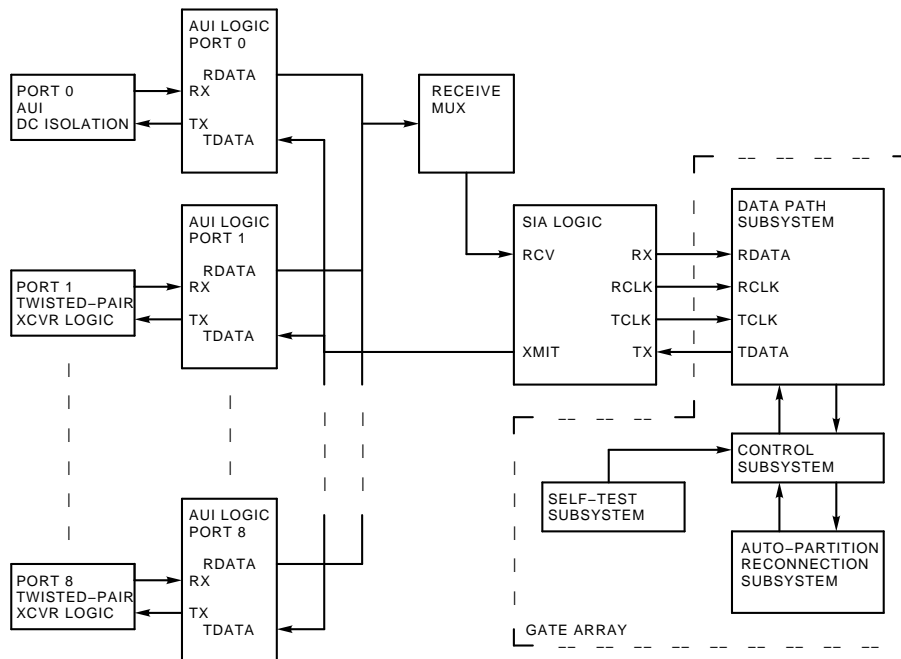 AUI LOGIC
PORT 0
RDATA
RX
TX
TDATA
PORT 0
AUI
DC ISOLATION
RECEIVE
MUX
AUI LOGIC
PORT 1
RDATA
RX
TX
TDATA
PORT 1
TWISTED–PAIR
XCVR LOGIC
SIA LOGIC
RCV
RX
RCLK
TCLK
XMIT
TX
DATA PATH
SUBSYSTEM
RDATA
RCLK
TCLK
TDATA
CONTROL
SUBSYSTEM
SELF–TEST
SUBSYSTEM
AUTO–PARTITION
RECONNECTION
SUBSYSTEM
AUI LOGIC
PORT 8
RDATA
RX
TX
TDATA
PORT 8
TWISTED–PAIR
XCVR LOGIC
GATE ARRAY